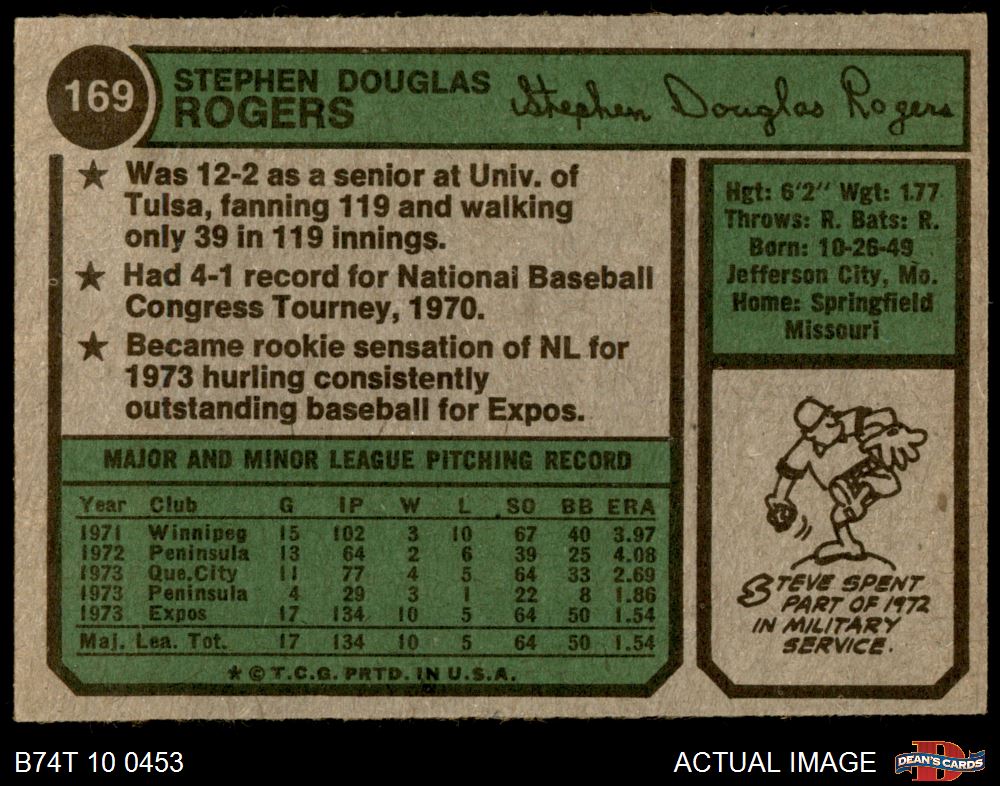 169
STEPHEN DOUGLAS
ROGERS
Stephen Douglas Rogers
★ Was 12-2 as a senior at Univ. of
Tulsa, fanning 119 and walking
only 39 in 119 innings.
★ Had 4-1 record for National Baseball
Congress Tourney, 1970.
★ Became rookie sensation of NL for
1973 hurling consistently
outstanding baseball for Expos.
Hgt: 6'2" Wgt: 177
Throws: R. Bats: R.
Born: 10-26-49
Jefferson City, Mo.
Home: Springfield
Missouri
MAJOR AND MINOR LEAGUE PITCHING RECORD
Year Club G IP W L SO BB ERA
1971 Winnipeg 15 102 3 10 67 40 3.97
1972 Peninsula 13 64 2 6 39 25 4.08
1973 Que.City 11 77 4 5 64 33 2.69
1973 Peninsula 4 29 3 1 22 8 1.86
1973 Expos 17 134 10 5 64 50 1.54
Maj. Lea. Tot. 17 134 10 5 64 50 1.54
★ © T.C.G. PRTD. IN U.S.A.
STEVE SPENT
PART OF 1972
IN MILITARY
SERVICE.
B74T 10 0453
ACTUAL IMAGE
D
DEAN'S CARDS